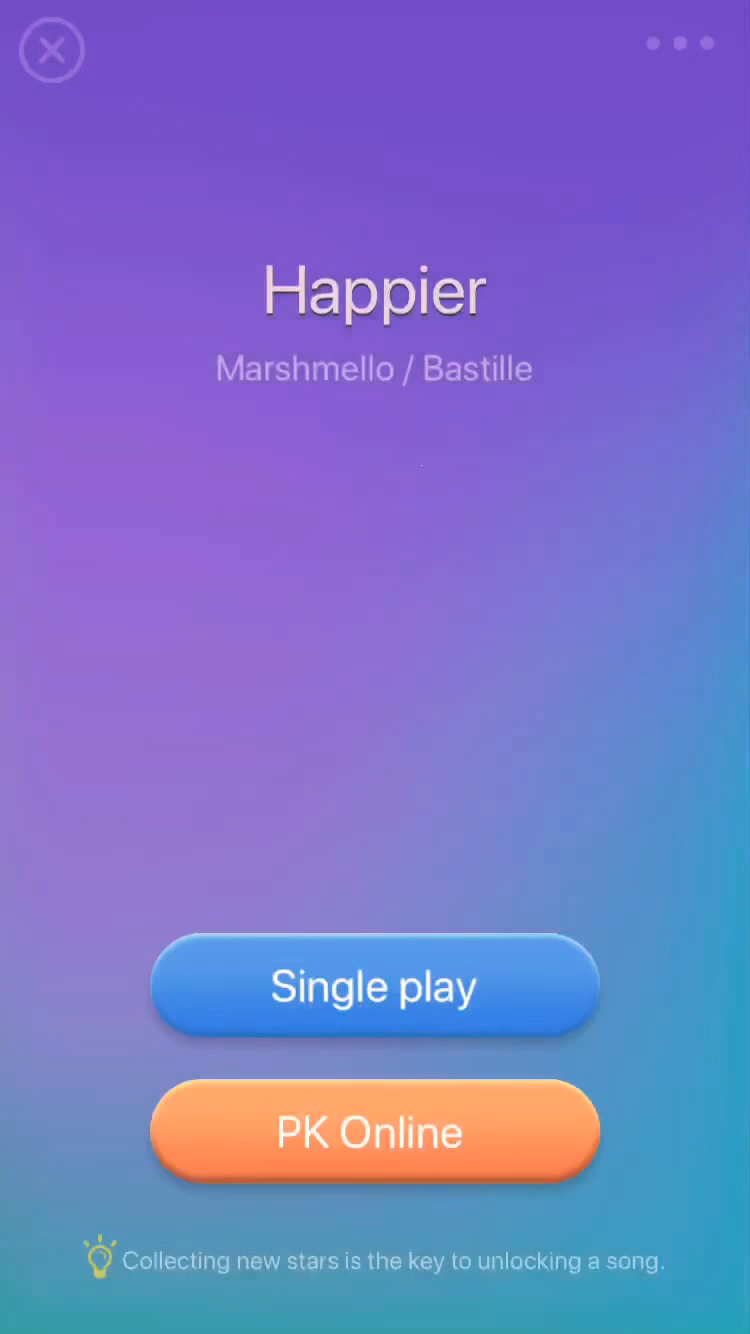 Happier
Marshmello / Bastille
Single play
PK Online
Collecting new stars is the key to unlocking a song.